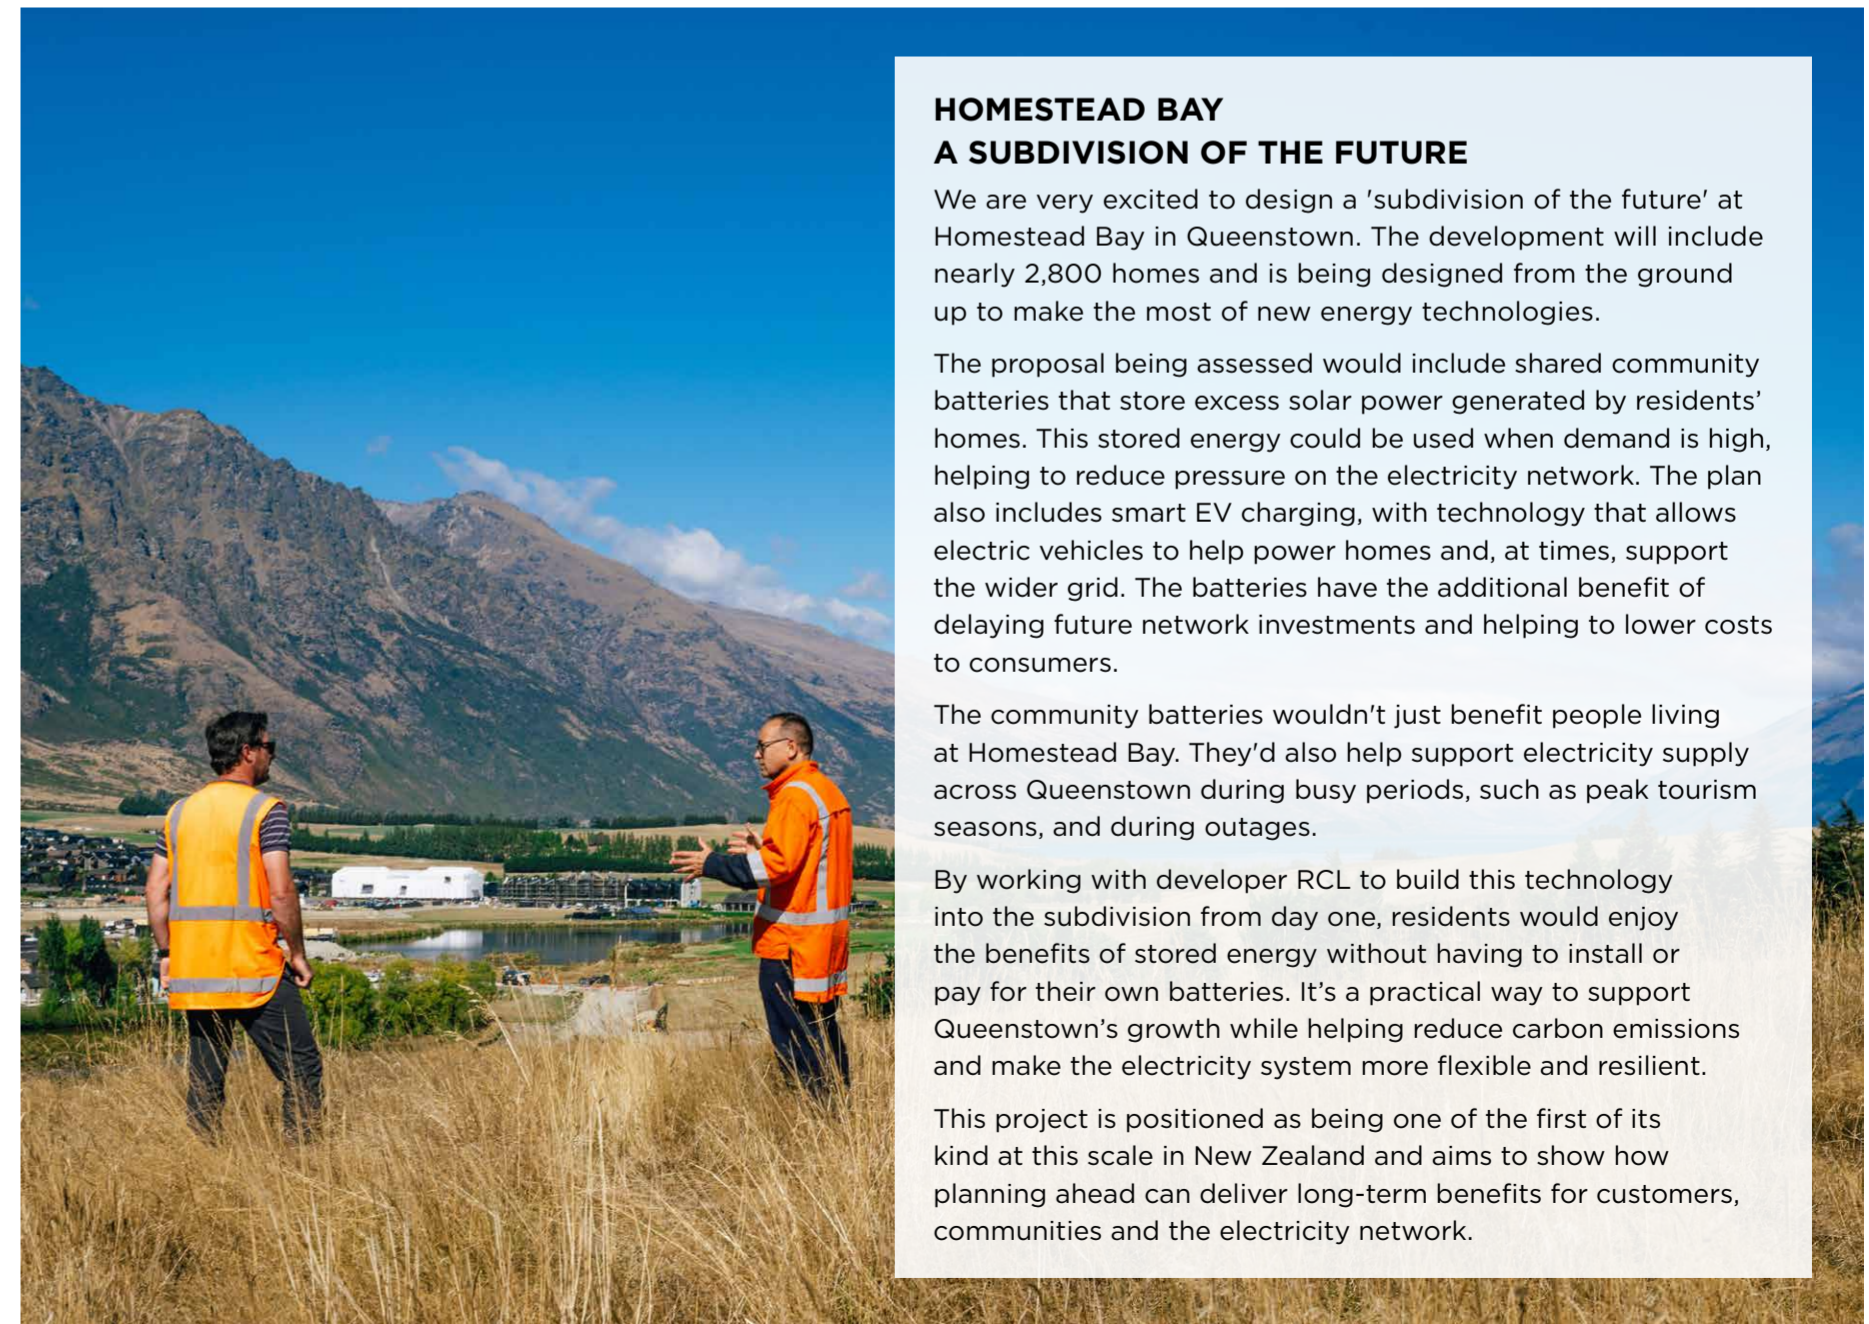 HOMESTEAD BAY
A SUBDIVISION OF THE FUTURE
We are very excited to design a 'subdivision of the future' at
Homestead Bay in Queenstown. The development will include
nearly 2,800 homes and is being designed from the ground
up to make the most of new energy technologies.
The proposal being assessed would include shared community
batteries that store excess solar power generated by residents’
homes. This stored energy could be used when demand is high,
helping to reduce pressure on the electricity network. The plan
also includes smart EV charging, with technology that allows
electric vehicles to help power homes and, at times, support
the wider grid. The batteries have the additional benefit of
delaying future network investments and helping to lower costs
to consumers.
The community batteries wouldn't just benefit people living
at Homestead Bay. They'd also help support electricity supply
across Queenstown during busy periods, such as peak tourism
seasons, and during outages.
By working with developer RCL to build this technology
into the subdivision from day one, residents would enjoy
the benefits of stored energy without having to install or
pay for their own batteries. It’s a practical way to support
Queenstown’s growth while helping reduce carbon emissions
and make the electricity system more flexible and resilient.
This project is positioned as being one of the first of its
kind at this scale in New Zealand and aims to show how
planning ahead can deliver long-term benefits for customers,
communities and the electricity network.